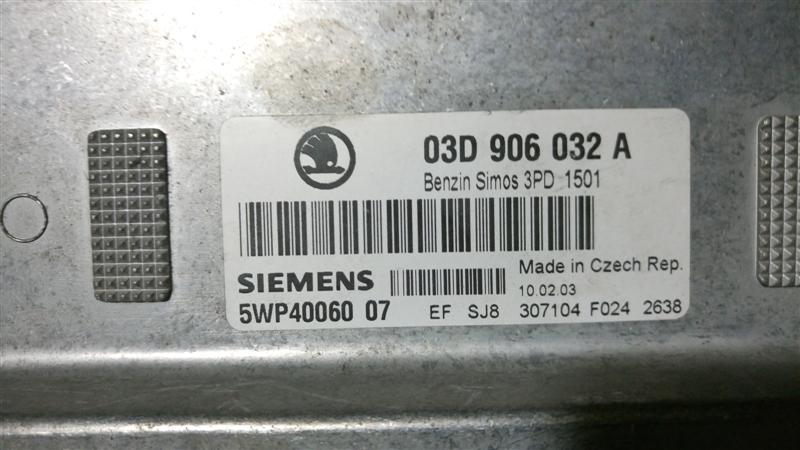 03D 906 032 A
Benzin Simos 3PD 1501
Made in Czech Rep.
SIEMENS
10.02.03
5WP40060 07 EF SJ8 307104 F024 2638